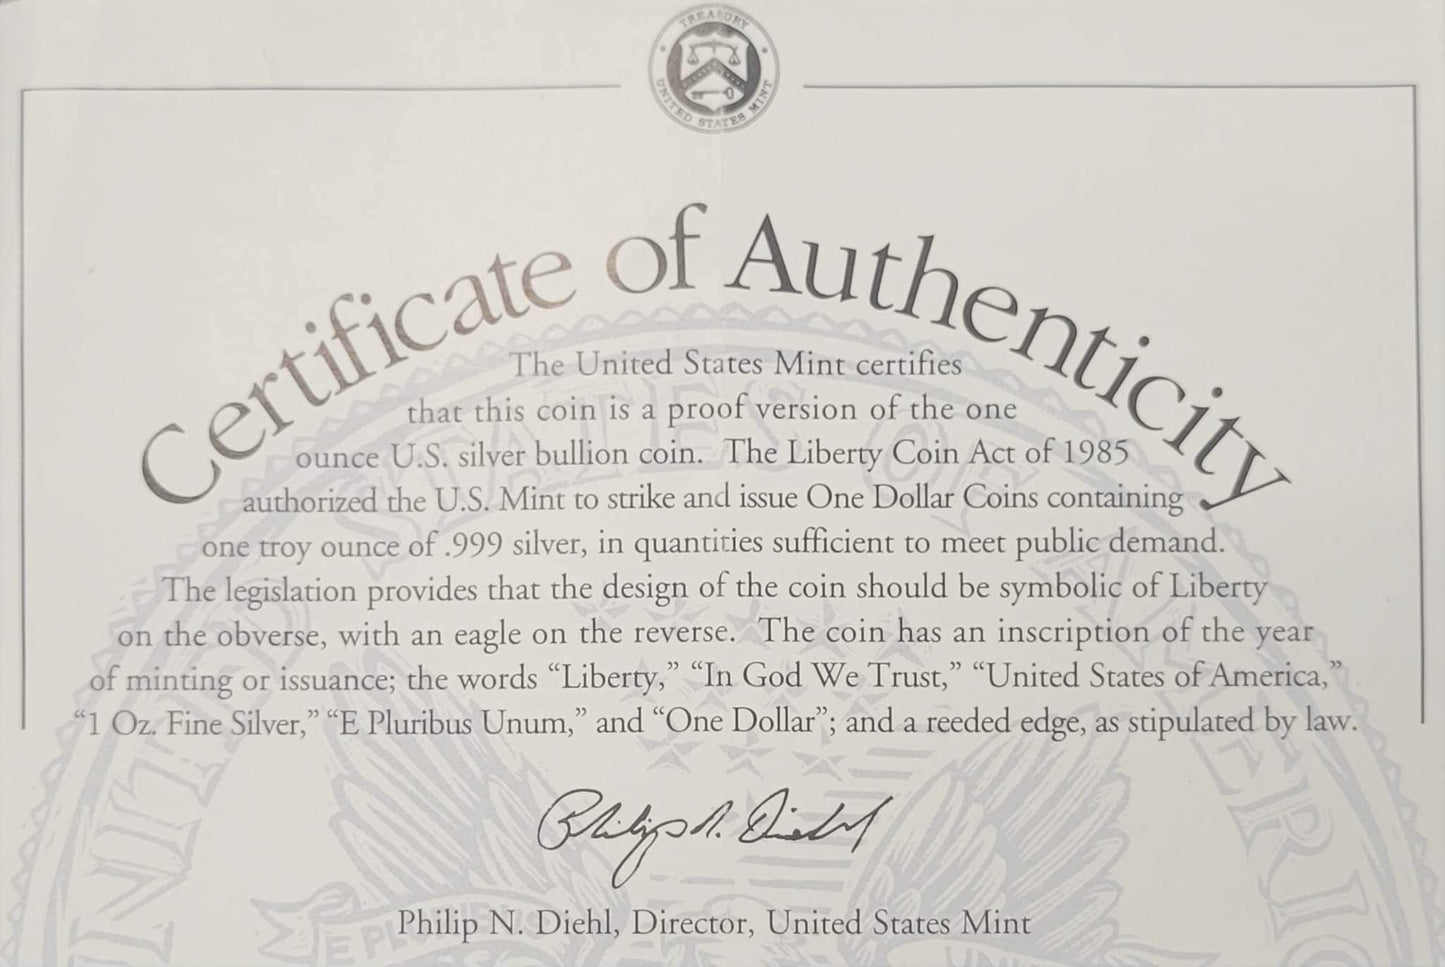 TREASURY
UNITED STATES MINT
Certificate of Authenticity
The United States Mint certifies
that this coin is a proof version of the one
ounce U.S. silver bullion coin. The Liberty Coin Act of 1985
authorized the U.S. Mint to strike and issue One Dollar Coins containing
one troy ounce of .999 silver, in quantities sufficient to meet public demand.
The legislation provides that the design of the coin should be symbolic of Liberty
on the obverse, with an eagle on the reverse. The coin has an inscription of the year
of minting or issuance; the words “Liberty,” “In God We Trust,” “United States of America,”
“1 Oz. Fine Silver,” “E Pluribus Unum,” and “One Dollar”; and a reeded edge, as stipulated by law.
Philip N. Diehl
Philip N. Diehl, Director, United States Mint
UNITED STATES OF AMERIC
E PL